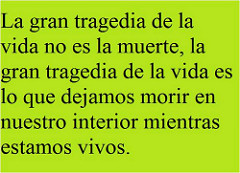 La gran tragedia de la
vida no es la muerte, la
gran tragedia de la vida es
lo que dejamos morir en
nuestro interior mientras
estamos vivos.